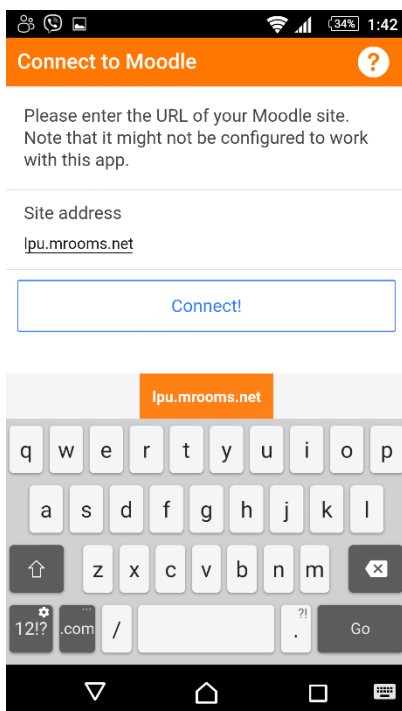 34% 1:42
Connect to Moodle ?
Please enter the URL of your Moodle site.
Note that it might not be configured to work
with this app.
Site address
lpu.mrooms.net
Connect!
lpu.mrooms.net
q w e r t y u i o p
a s d f g h j k l
z x c v b n m
?!
12!? .com / . Go